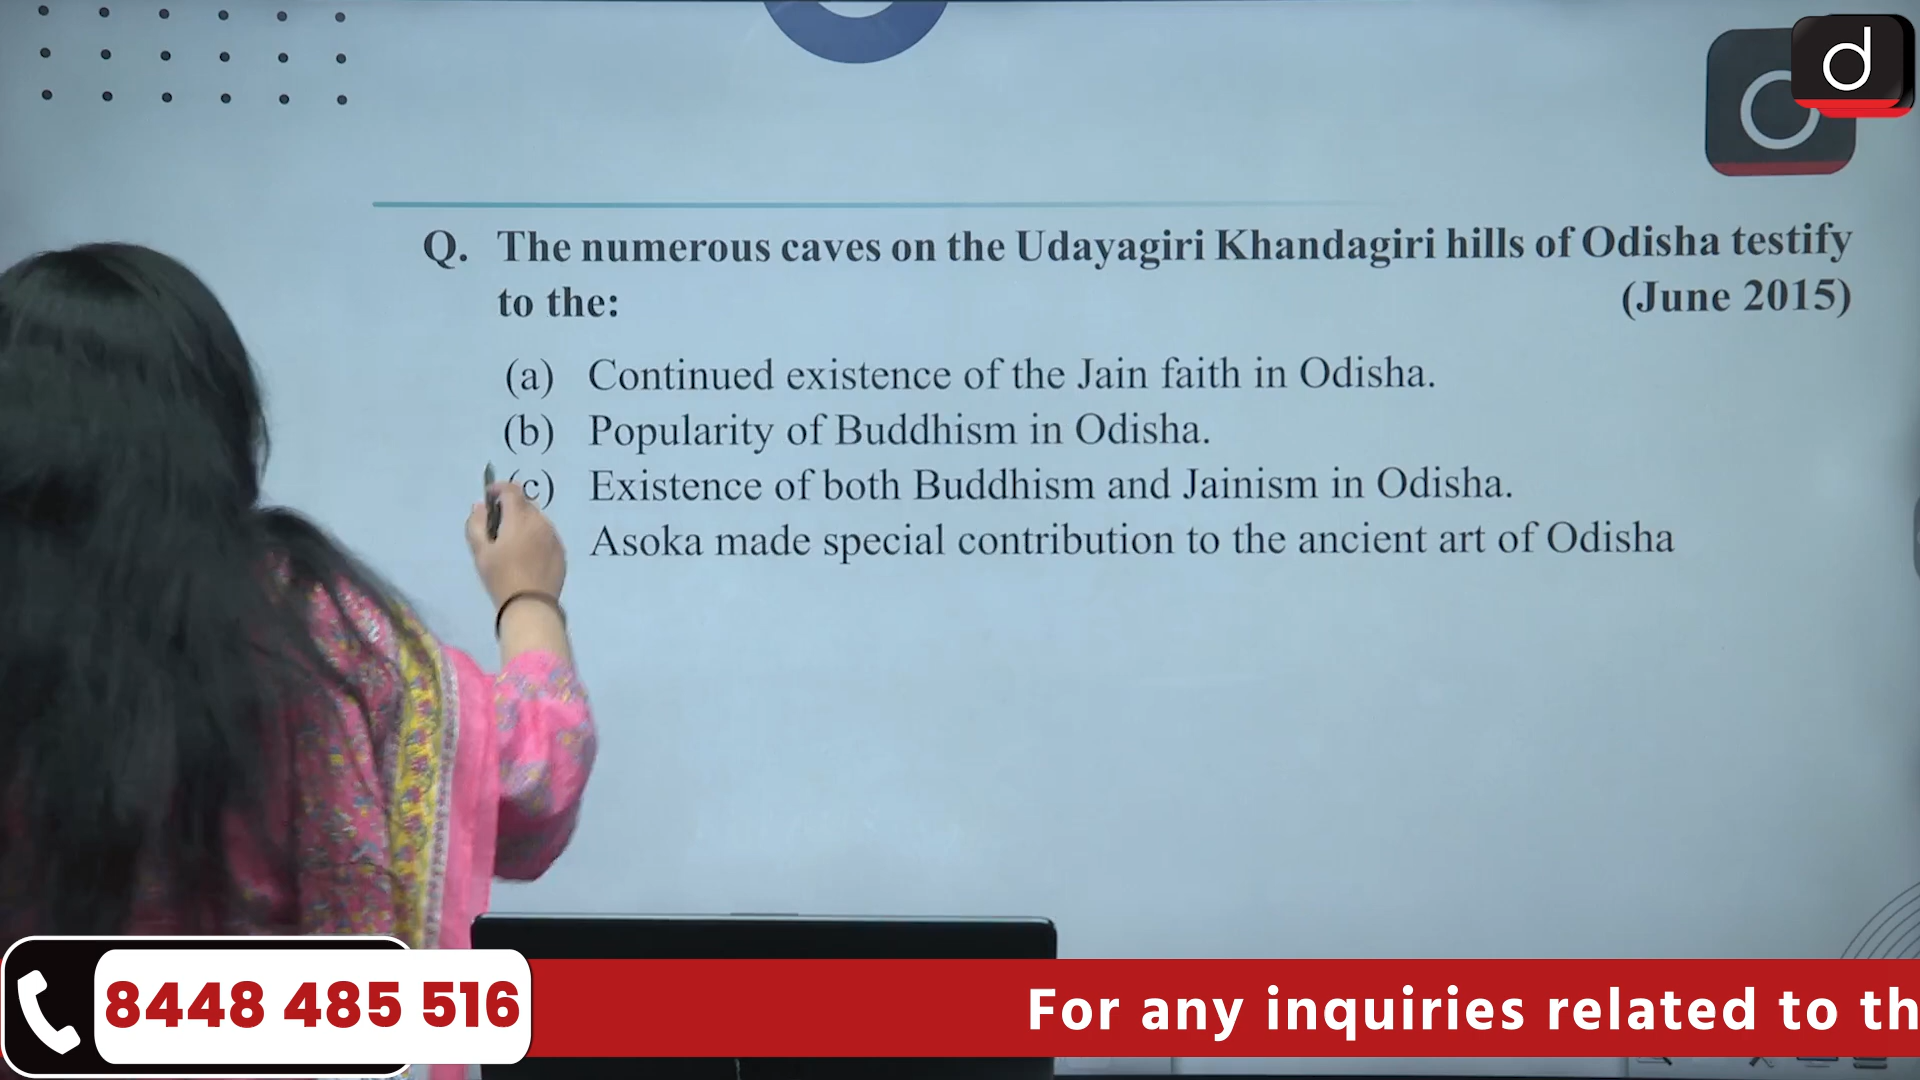 d
Q. The numerous caves on the Udayagiri Khandagiri hills of Odisha testify
to the: (June 2015)
(a) Continued existence of the Jain faith in Odisha.
(b) Popularity of Buddhism in Odisha.
(c) Existence of both Buddhism and Jainism in Odisha.
Asoka made special contribution to the ancient art of Odisha
8448 485 516
For any inquiries related to th